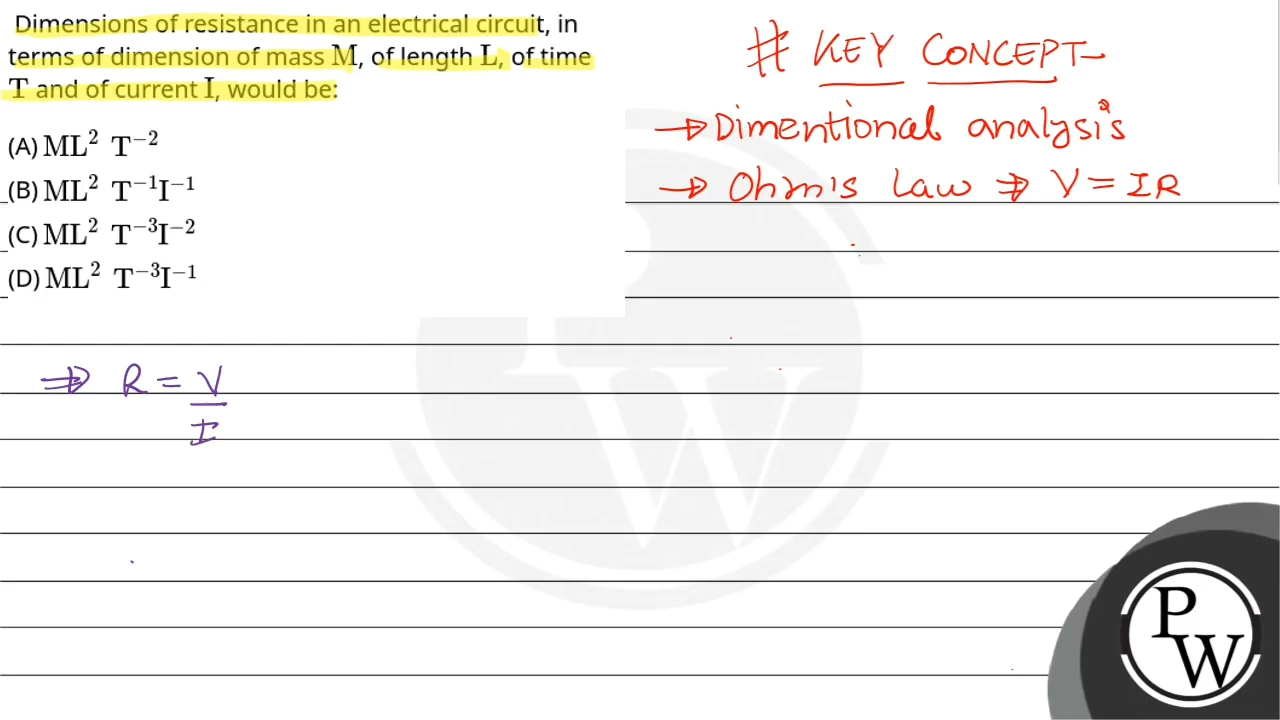 Dimensions of resistance in an electrical circuit, in
terms of dimension of mass M, of length L, of time
T and of current I, would be:
(A) ML² T⁻²
(B) ML² T⁻¹I⁻¹
(C) ML² T⁻³I⁻²
(D) ML² T⁻³I⁻¹
# KEY CONCEPT-
→ Dimentional analysis
→ Ohm's law ⇒ V = IR
⇒ R = V
I
P
W